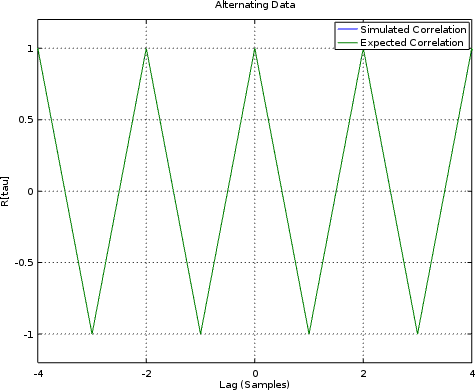 Alternating Data
Simulated Correlation
Expected Correlation
1
0.5
0
-0.5
-1
R[tau]
-4
-2
0
2
4
Lag (Samples)